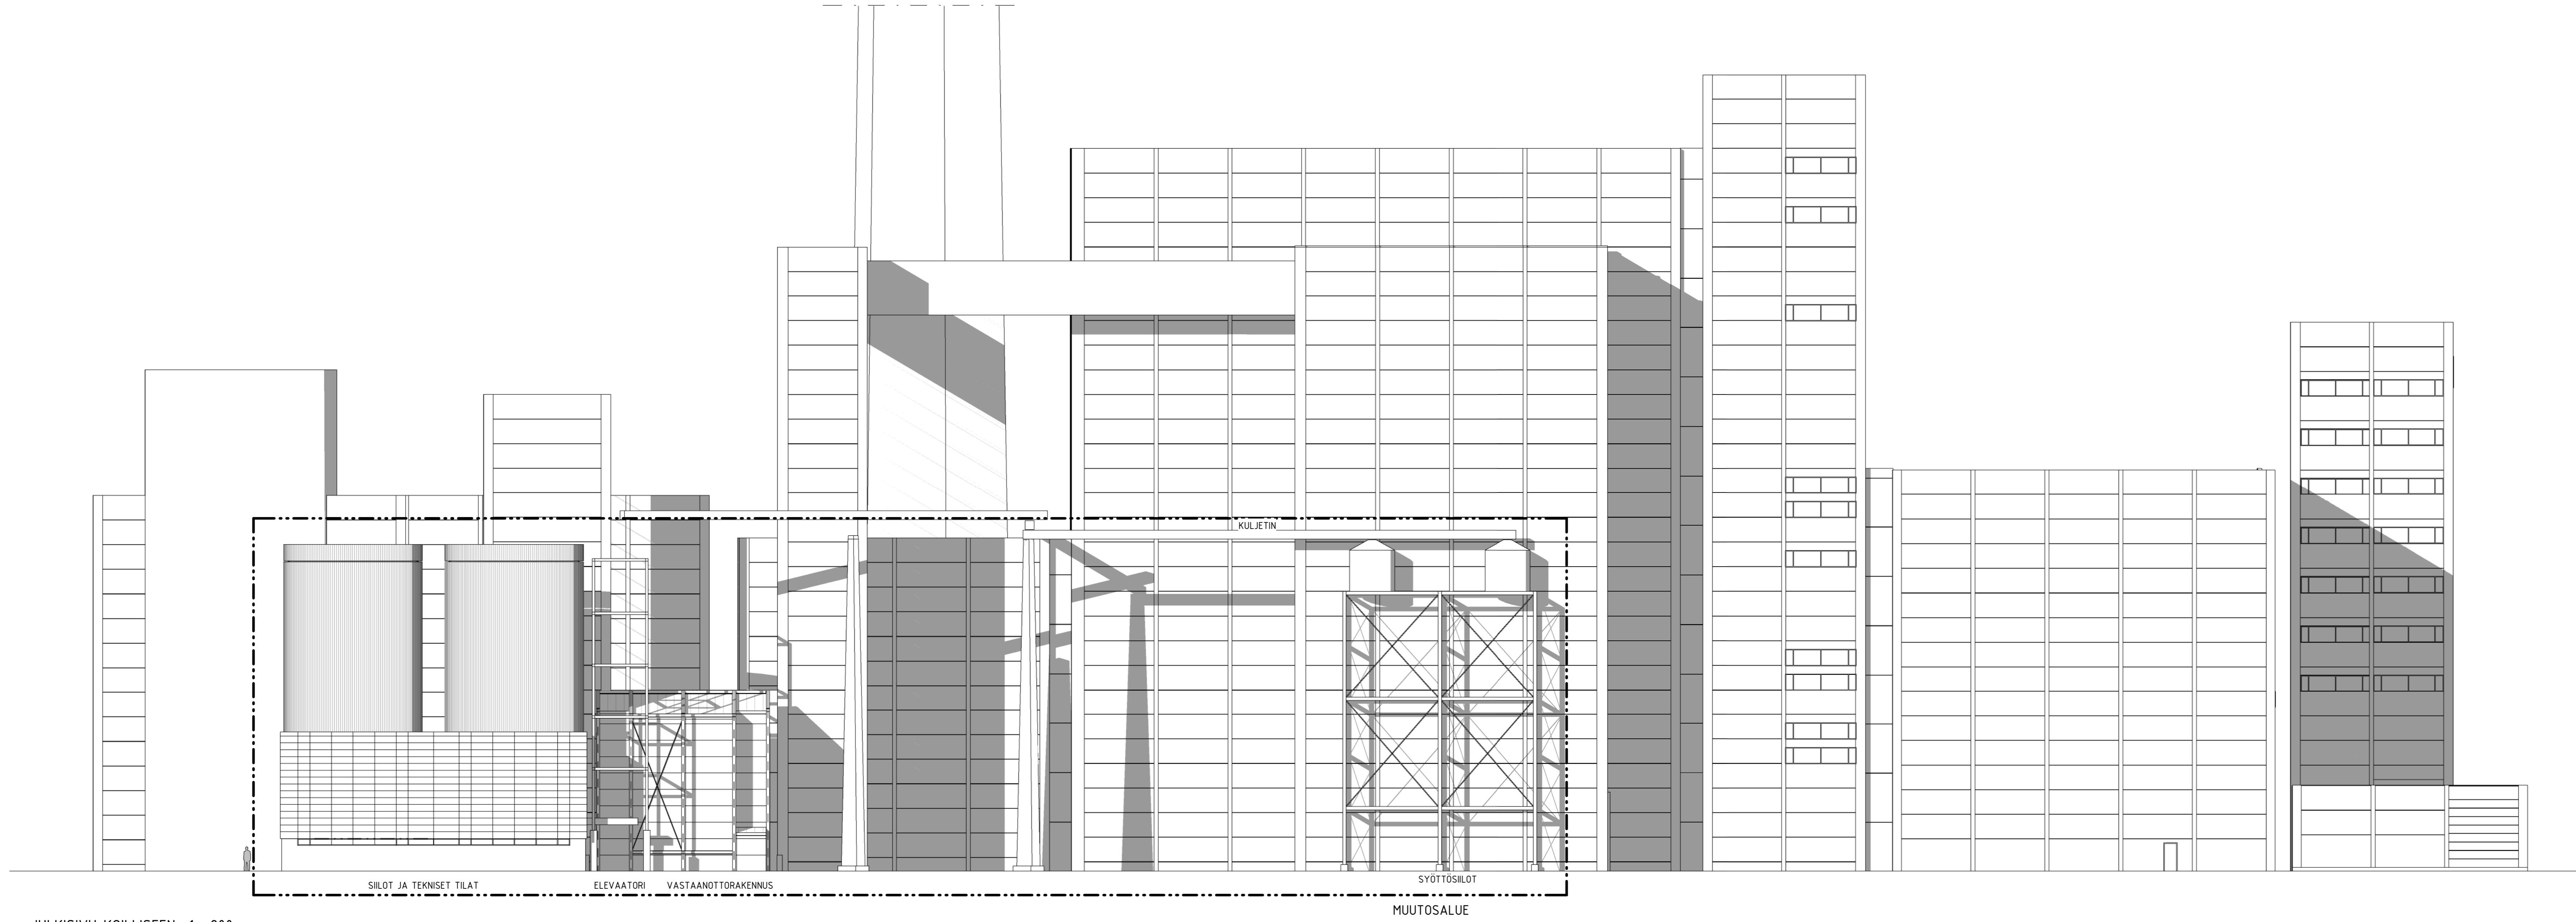 KULJETIN
SIILOT JA TEKNISET TILAT
ELEVAATORI
VASTAANOTTORAKENNUS
SYÖTTÖSIILOT
MUUTOSALUE